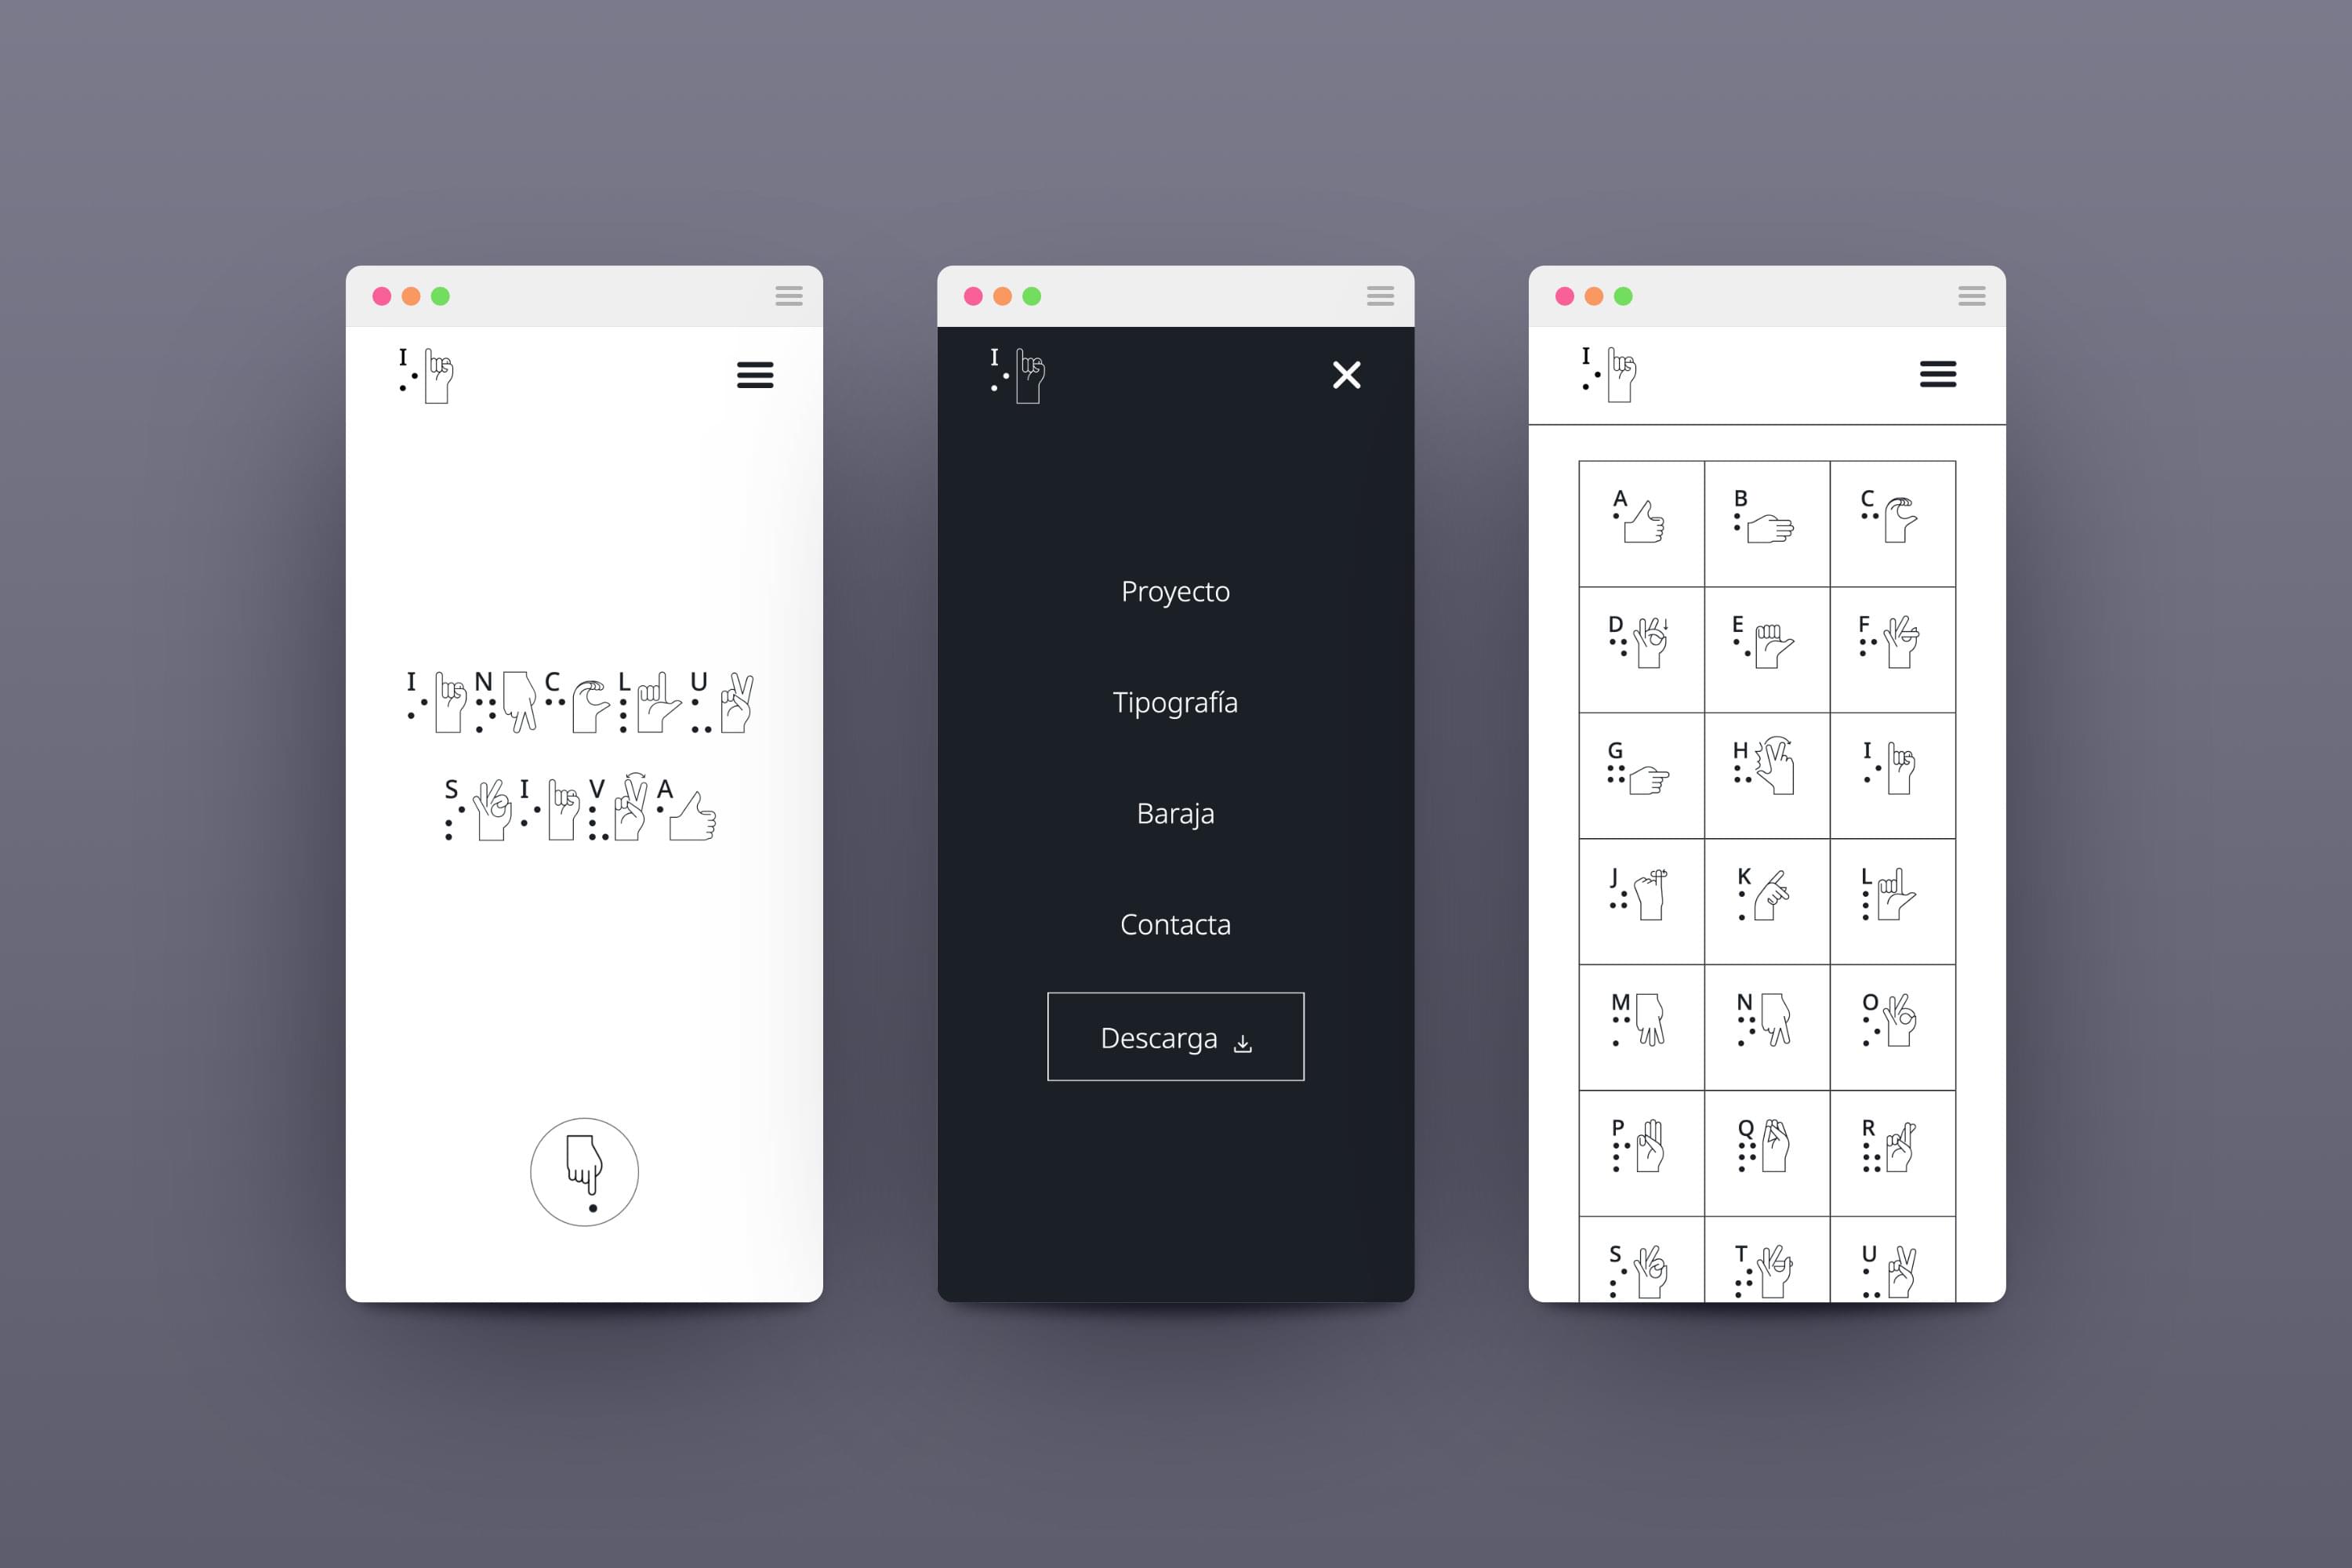 I
I N C L U
S I V A
I
Proyecto
Tipografía
Baraja
Contacta
Descarga
I
A B C
D E F
G H I
J K L
M N O
P Q R
S T U